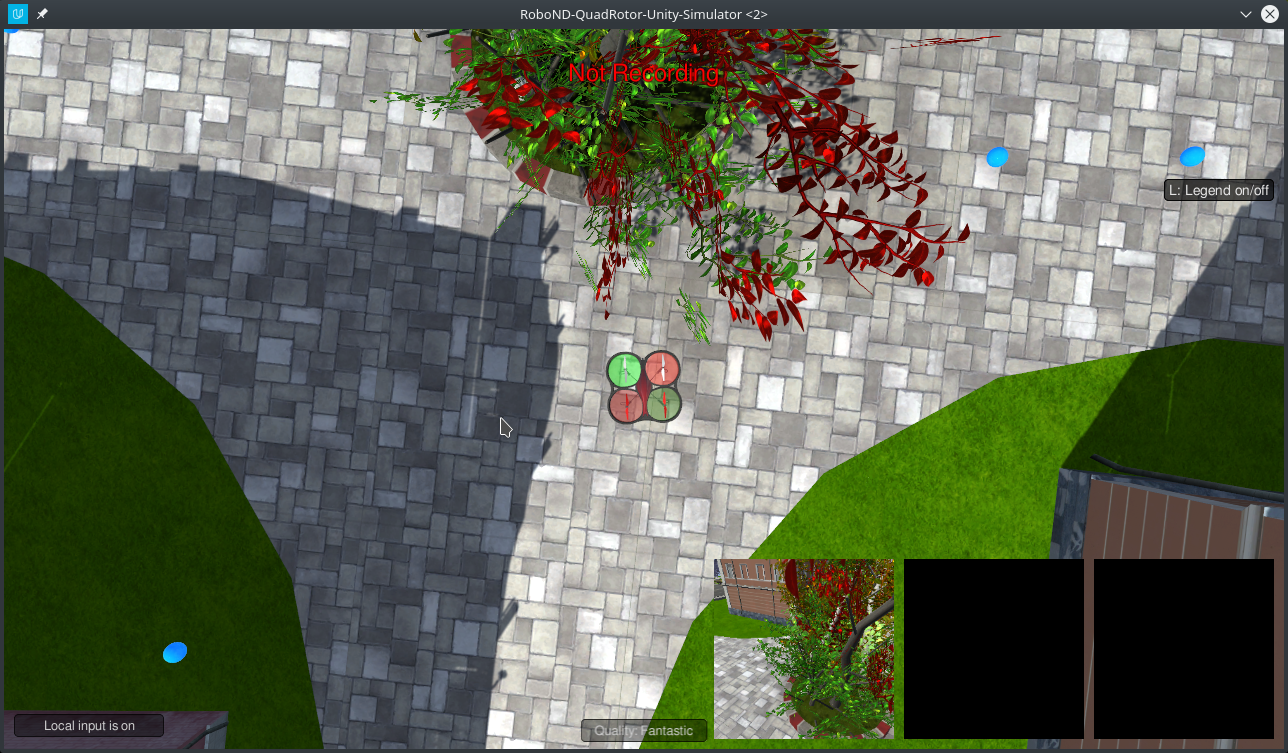 RoboND-QuadRotor-Unity-Simulator <2>
Not Recording
L: Legend on/off
Local input is on
Quality: Fantastic